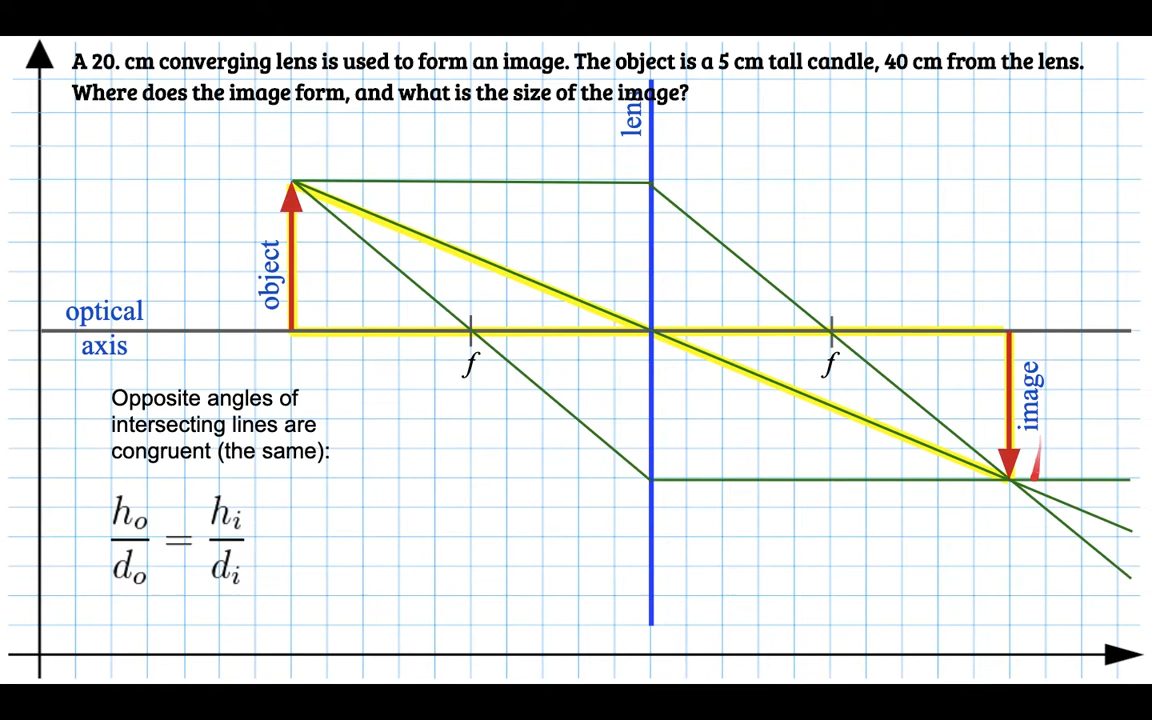 A 20. cm converging lens is used to form an image. The object is a 5 cm tall candle, 40 cm from the lens.
Where does the image form, and what is the size of the image?
lens
object
optical
axis
f
f
image
Opposite angles of
intersecting lines are
congruent (the same):
h_o/d_o = h_i/d_i